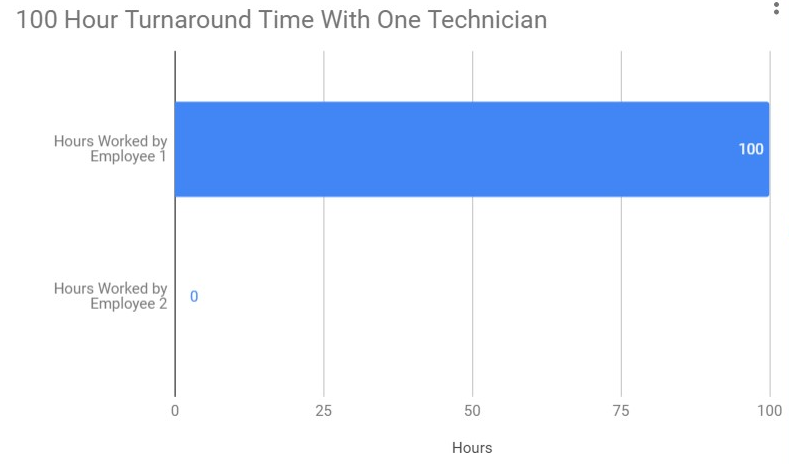 100 Hour Turnaround Time With One Technician
Hours Worked by
Employee 1
100
Hours Worked by
Employee 2
0
0
25
50
75
100
Hours